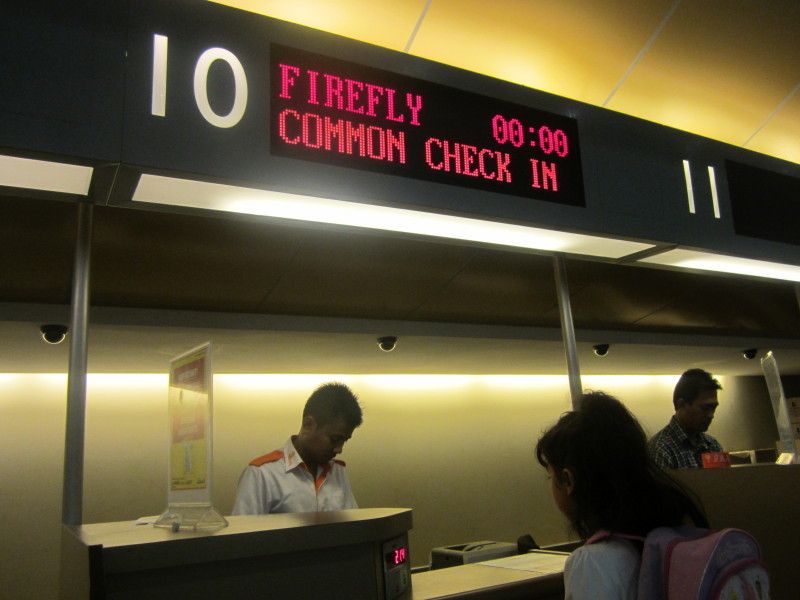 10
FIREFLY 00:00
COMMON CHECK IN
11